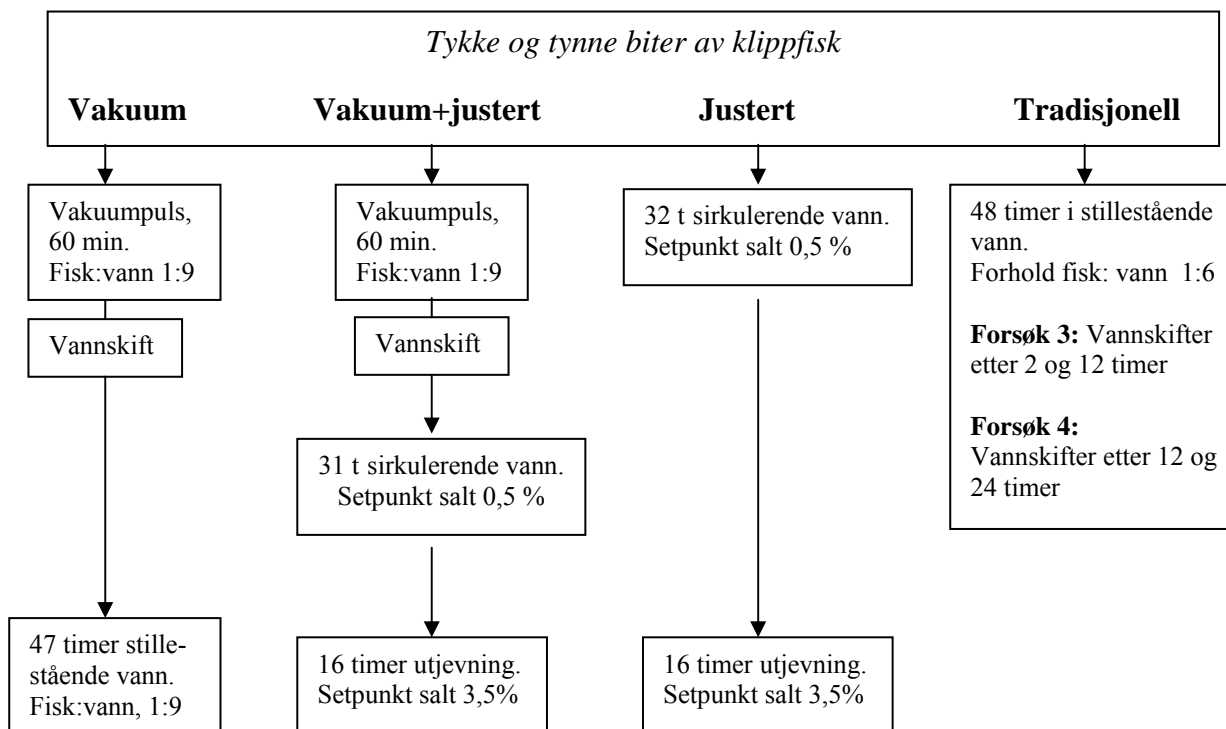 Tykke og tynne biter av klippfisk
Vakuum
Vakuum+justert
Justert
Tradisjonell
Vakuumpuls,
60 min.
Fisk:vann 1:9
Vannskift
47 timer stille-
stående vann.
Fisk:vann, 1:9
Vakuumpuls,
60 min.
Fisk:vann 1:9
Vannskift
31 t sirkulerende vann.
Setpunkt salt 0,5 %
16 timer utjevning.
Setpunkt salt 3,5%
32 t sirkulerende vann.
Setpunkt salt 0,5 %
16 timer utjevning.
Setpunkt salt 3,5%
48 timer i stillestående
vann.
Forhold fisk: vann 1:6
Forsøk 3: Vannskifter
etter 2 og 12 timer
Forsøk 4:
Vannskifter etter 12 og
24 timer